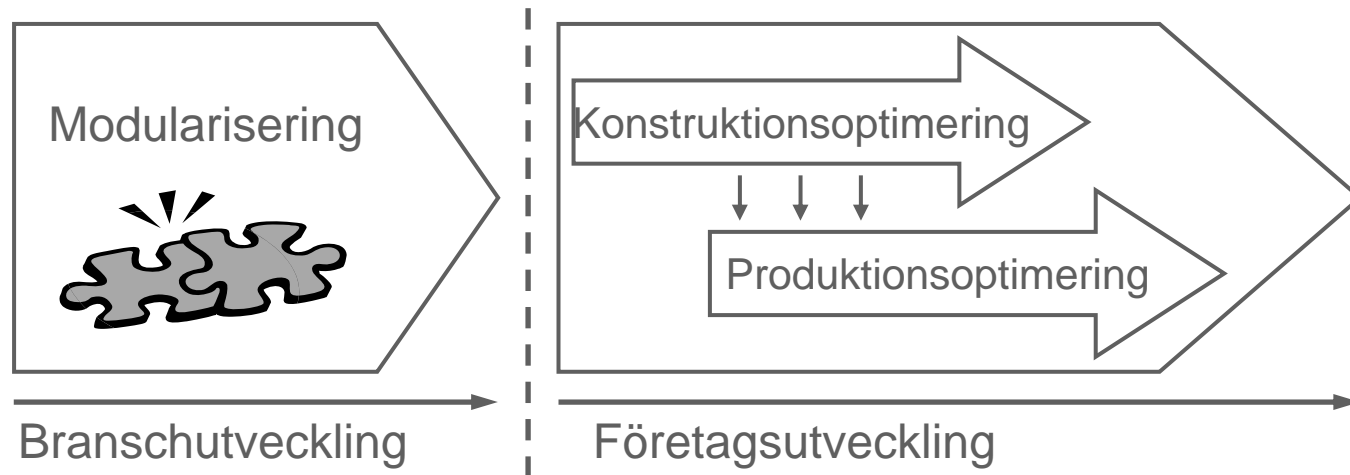 Modularisering
Konstruktionsoptimering
Produktionsoptimering
Branschutveckling
Företagsutveckling